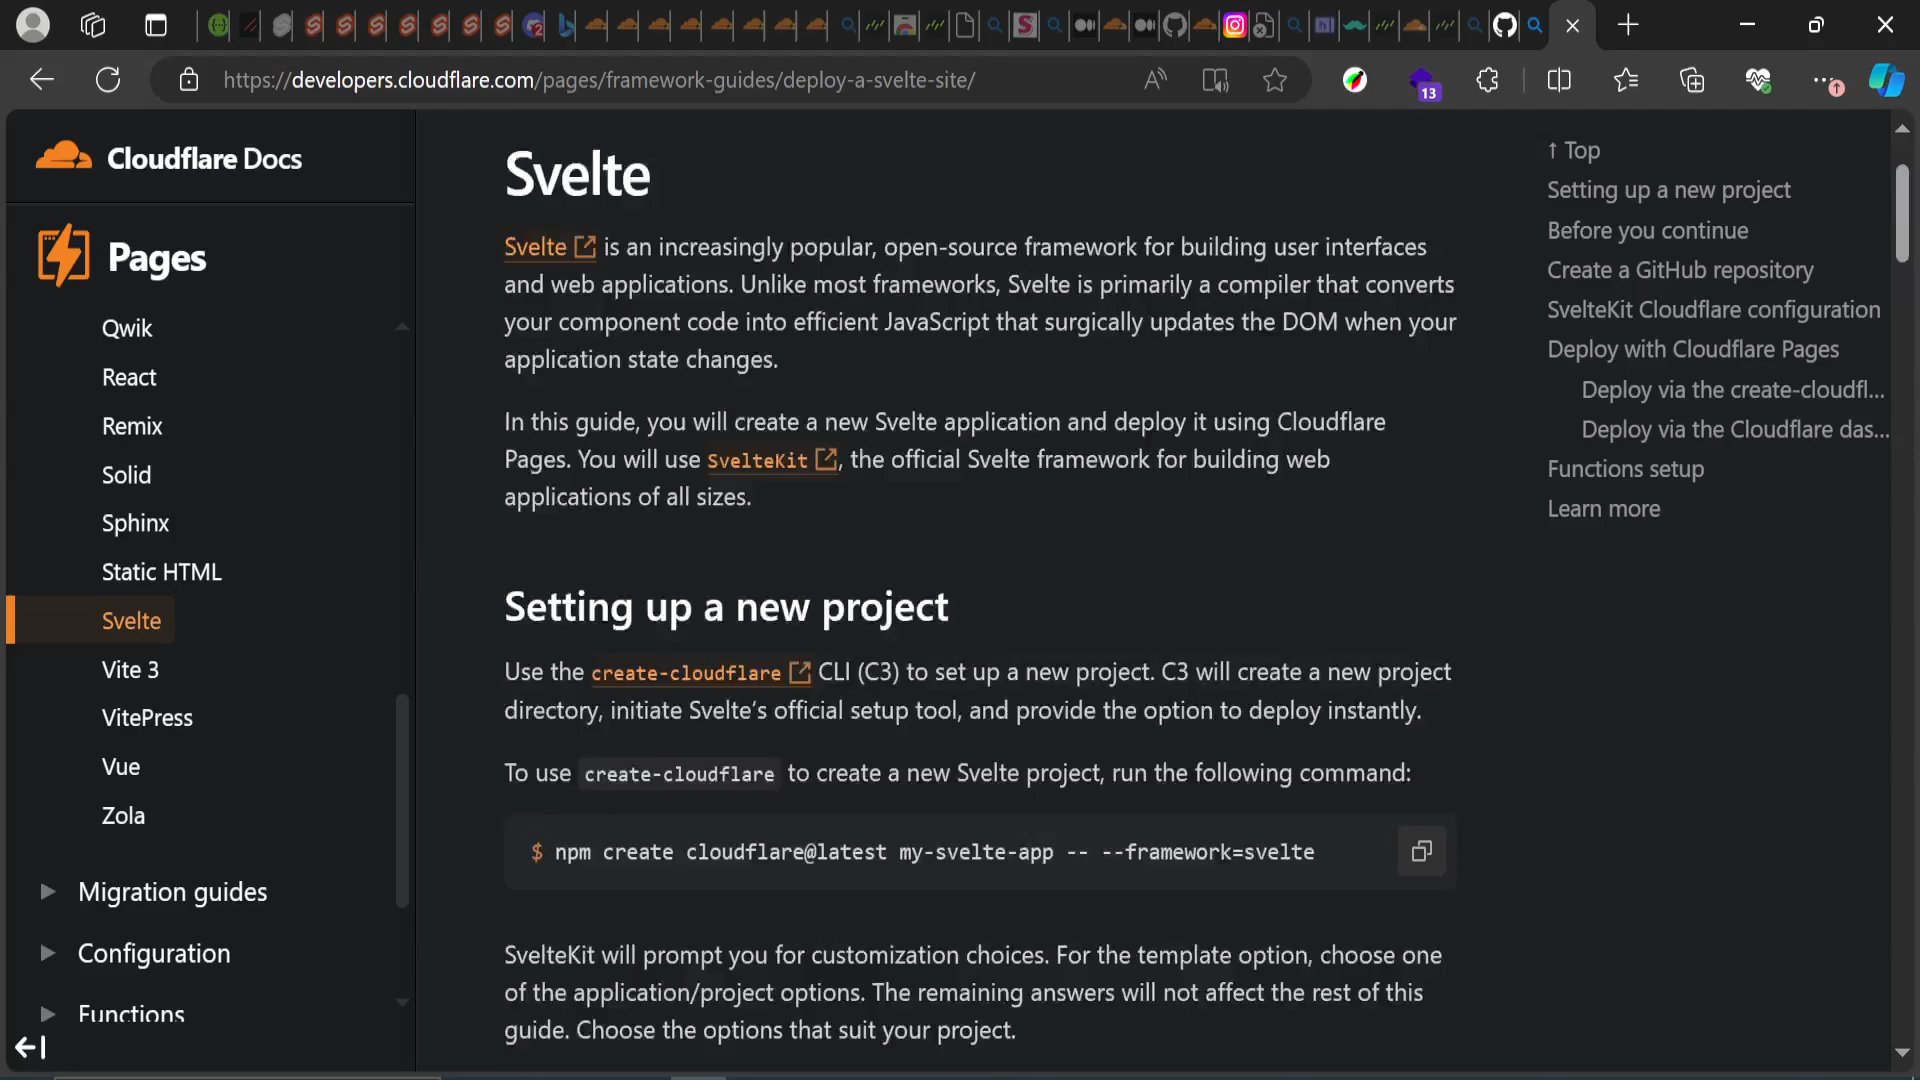 https://developers.cloudflare.com/pages/framework-guides/deploy-a-svelte-site/
13
Cloudflare Docs
Pages
Qwik
React
Remix
Solid
Sphinx
Static HTML
Svelte
Vite 3
VitePress
Vue
Zola
Migration guides
Configuration
Functions
Svelte
Svelte is an increasingly popular, open-source framework for building user interfaces
and web applications. Unlike most frameworks, Svelte is primarily a compiler that converts
your component code into efficient JavaScript that surgically updates the DOM when your
application state changes.
In this guide, you will create a new Svelte application and deploy it using Cloudflare
Pages. You will use SvelteKit, the official Svelte framework for building web
applications of all sizes.
Setting up a new project
Use the create-cloudflare CLI (C3) to set up a new project. C3 will create a new project
directory, initiate Svelte’s official setup tool, and provide the option to deploy instantly.
To use create-cloudflare to create a new Svelte project, run the following command:
$ npm create cloudflare@latest my-svelte-app -- --framework=svelte
SvelteKit will prompt you for customization choices. For the template option, choose one
of the application/project options. The remaining answers will not affect the rest of this
guide. Choose the options that suit your project.
↑ Top
Setting up a new project
Before you continue
Create a GitHub repository
SvelteKit Cloudflare configuration
Deploy with Cloudflare Pages
Deploy via the create-cloudfl...
Deploy via the Cloudflare das...
Functions setup
Learn more